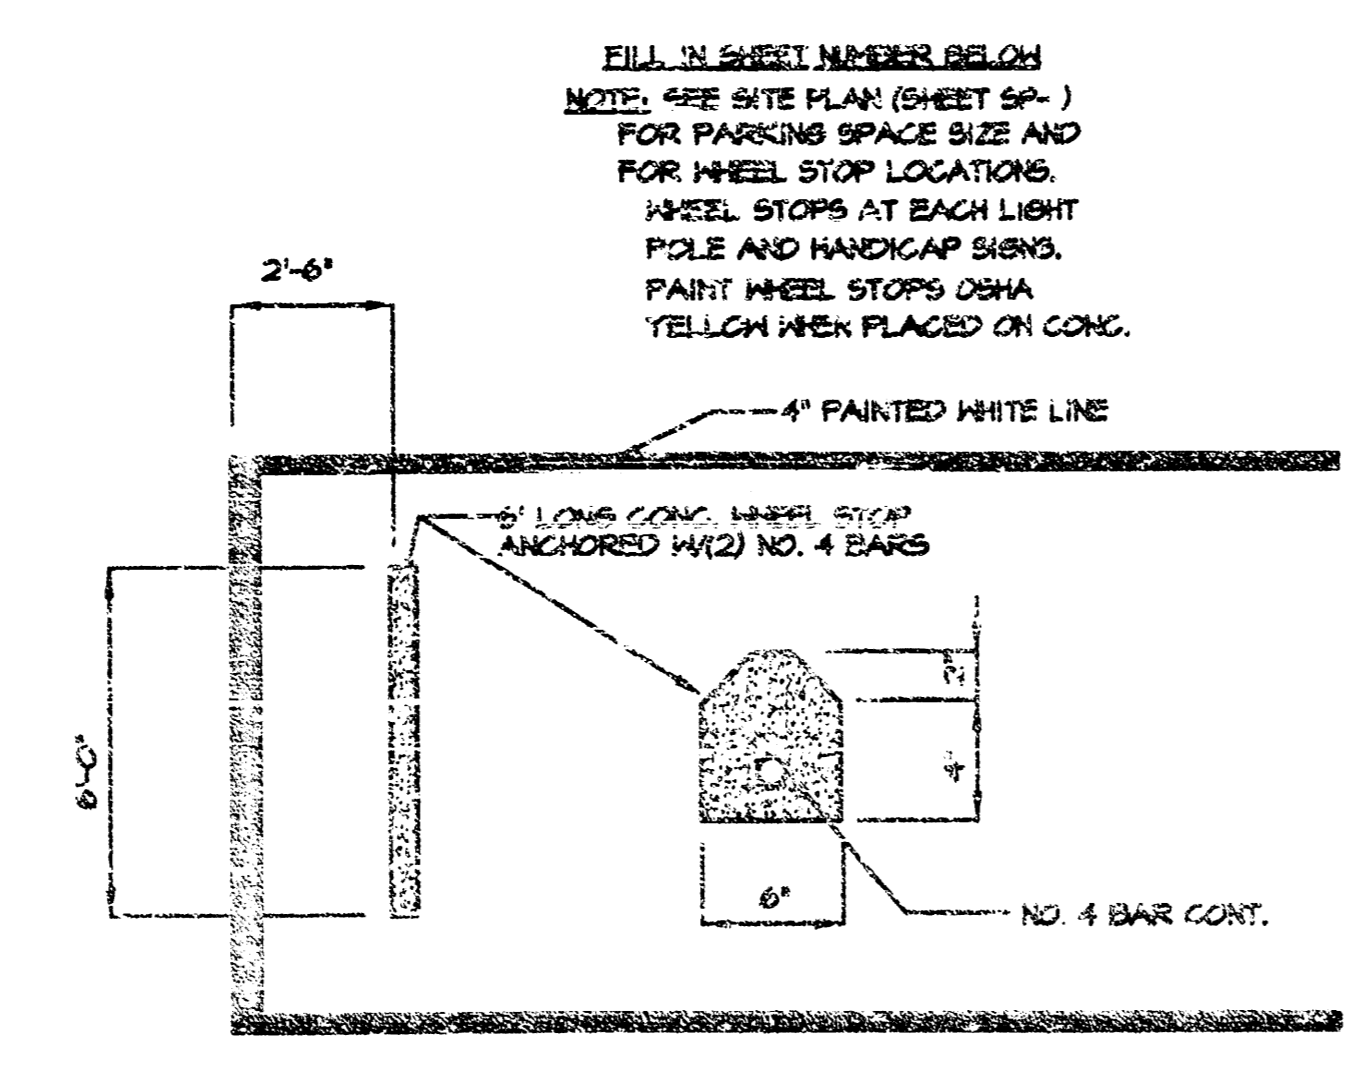 FILL IN SHEET NUMBER BELOW
NOTE: SEE SITE PLAN (SHEET SP- )
FOR PARKING SPACE SIZE AND
FOR WHEEL STOP LOCATIONS.
WHEEL STOPS AT EACH LIGHT
POLE AND HANDICAP SIGNS.
PAINT WHEEL STOPS OSHA
YELLOW WHEN PLACED ON CONC.
2'-6"
4" PAINTED WHITE LINE
6' LONG CONC. WHEEL STOP
ANCHORED W/(2) NO. 4 BARS
2"
4"
6'-0"
6"
NO. 4 BAR CONT.